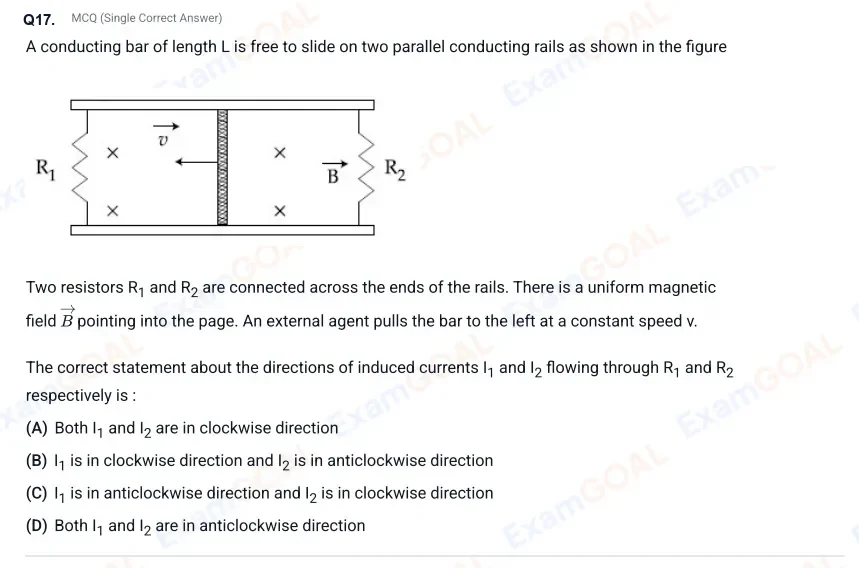 Q17. MCQ (Single Correct Answer)
A conducting bar of length L is free to slide on two parallel conducting rails as shown in the figure
× v ×
R₁ B R₂
× ×
Two resistors R₁ and R₂ are connected across the ends of the rails. There is a uniform magnetic
field B pointing into the page. An external agent pulls the bar to the left at a constant speed v.
The correct statement about the directions of induced currents I₁ and I₂ flowing through R₁ and R₂
respectively is :
(A) Both I₁ and I₂ are in clockwise direction
(B) I₁ is in clockwise direction and I₂ is in anticlockwise direction
(C) I₁ is in anticlockwise direction and I₂ is in clockwise direction
(D) Both I₁ and I₂ are in anticlockwise direction
ExamGOAL